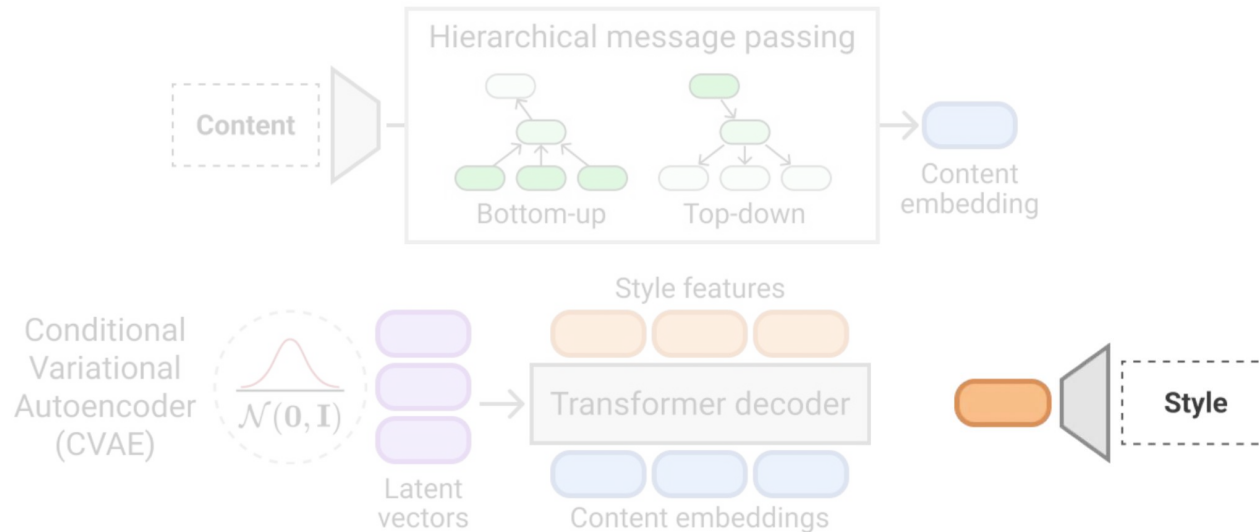 Hierarchical message passing
Content
Bottom-up
Top-down
Content
embedding
Conditional
Variational
Autoencoder
(CVAE)
𝒩(0, I)
Latent
vectors
Style features
Transformer decoder
Content embeddings
Style